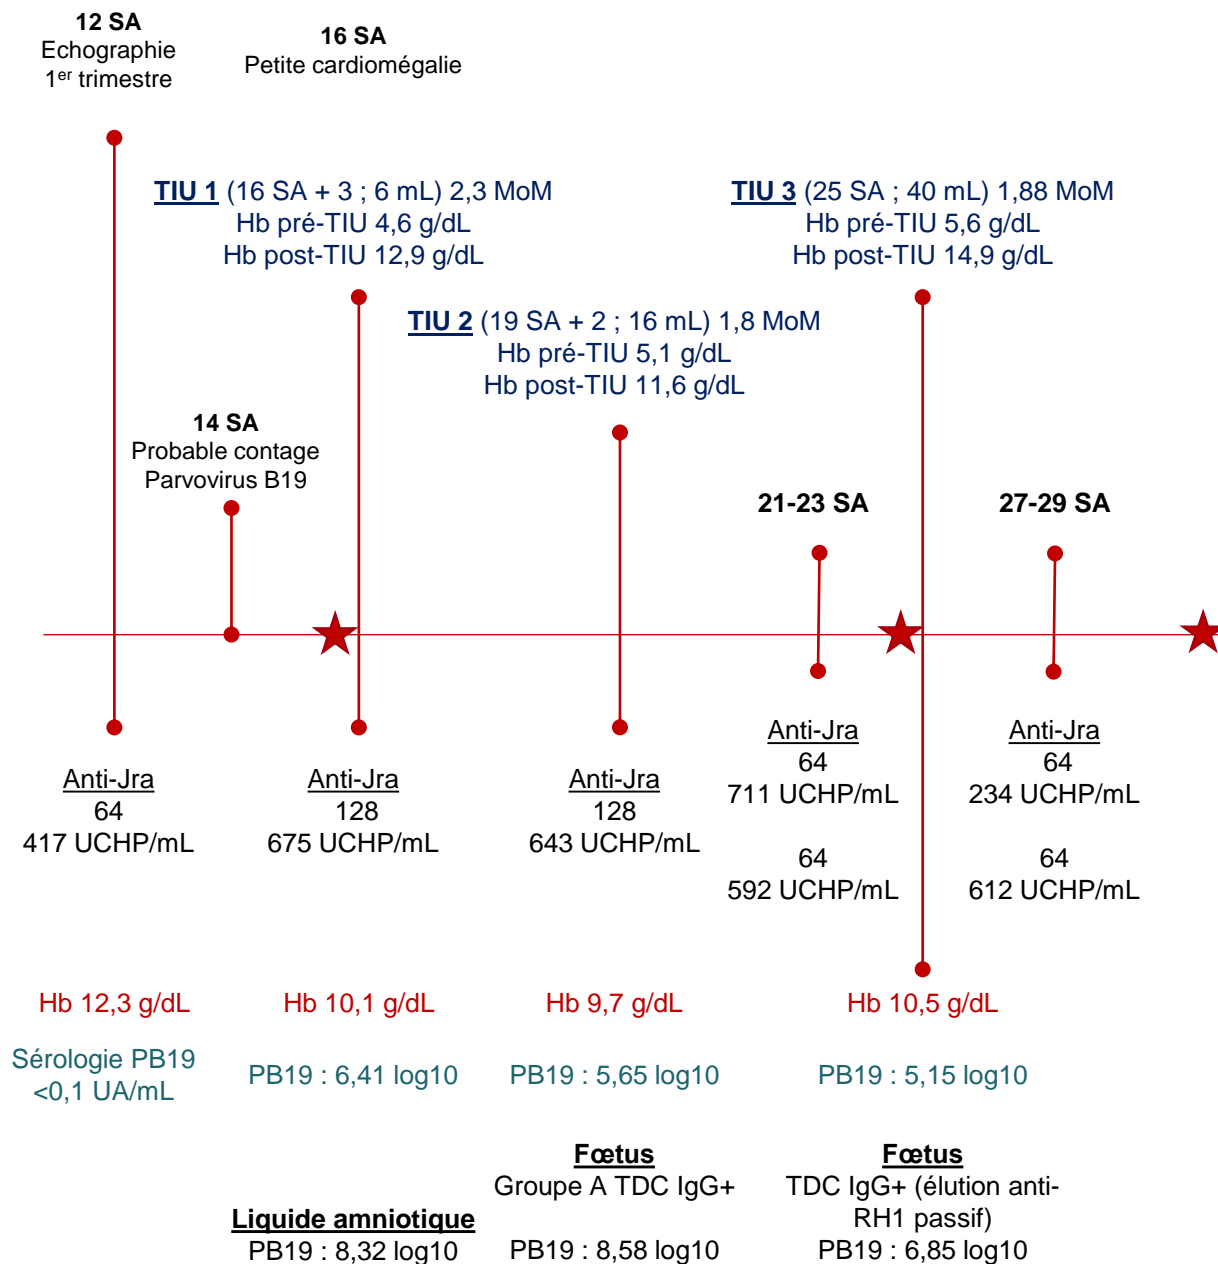 12 SA
Echographie
1er trimestre
16 SA
Petite cardiomégalie
TIU 1 (16 SA + 3 ; 6 mL) 2,3 MoM
Hb pré-TIU 4,6 g/dL
Hb post-TIU 12,9 g/dL
TIU 3 (25 SA ; 40 mL) 1,88 MoM
Hb pré-TIU 5,6 g/dL
Hb post-TIU 14,9 g/dL
TIU 2 (19 SA + 2 ; 16 mL) 1,8 MoM
Hb pré-TIU 5,1 g/dL
Hb post-TIU 11,6 g/dL
14 SA
Probable contage
Parvovirus B19
21-23 SA
27-29 SA
Anti-Jra
64
417 UCHP/mL
Anti-Jra
128
675 UCHP/mL
Anti-Jra
128
643 UCHP/mL
Anti-Jra
64
711 UCHP/mL
64
592 UCHP/mL
Anti-Jra
64
234 UCHP/mL
64
612 UCHP/mL
Hb 12,3 g/dL
Hb 10,1 g/dL
Hb 9,7 g/dL
Hb 10,5 g/dL
Sérologie PB19
<0,1 UA/mL
PB19 : 6,41 log10
PB19 : 5,65 log10
PB19 : 5,15 log10
Liquide amniotique
PB19 : 8,32 log10
Fœtus
Groupe A TDC IgG+
PB19 : 8,58 log10
Fœtus
TDC IgG+ (élution anti-
RH1 passif)
PB19 : 6,85 log10